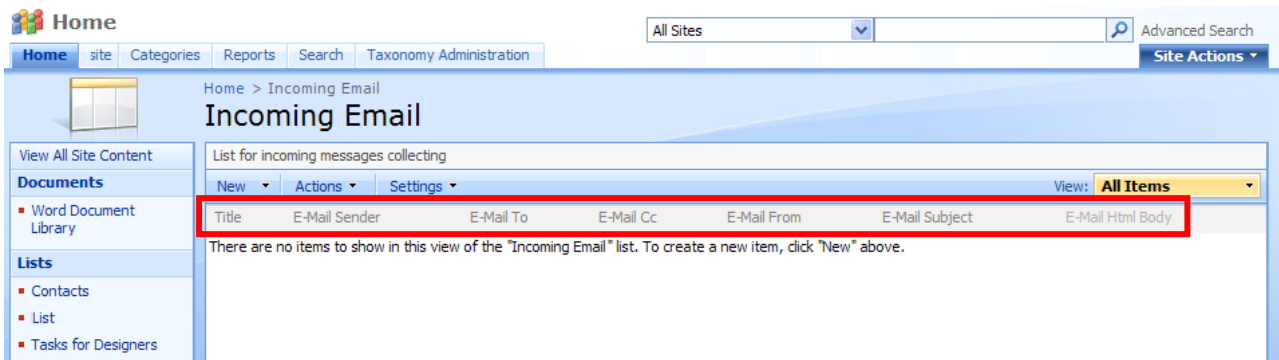 Home
All Sites
Advanced Search
Home site Categories Reports Search Taxonomy Administration
Site Actions
Home > Incoming Email
Incoming Email
View All Site Content
List for incoming messages collecting
Documents
New Actions Settings
View: All Items
Word Document
Library
Title E-Mail Sender E-Mail To E-Mail Cc E-Mail From E-Mail Subject E-Mail Html Body
There are no items to show in this view of the "Incoming Email" list. To create a new item, click "New" above.
Lists
Contacts
List
Tasks for Designers